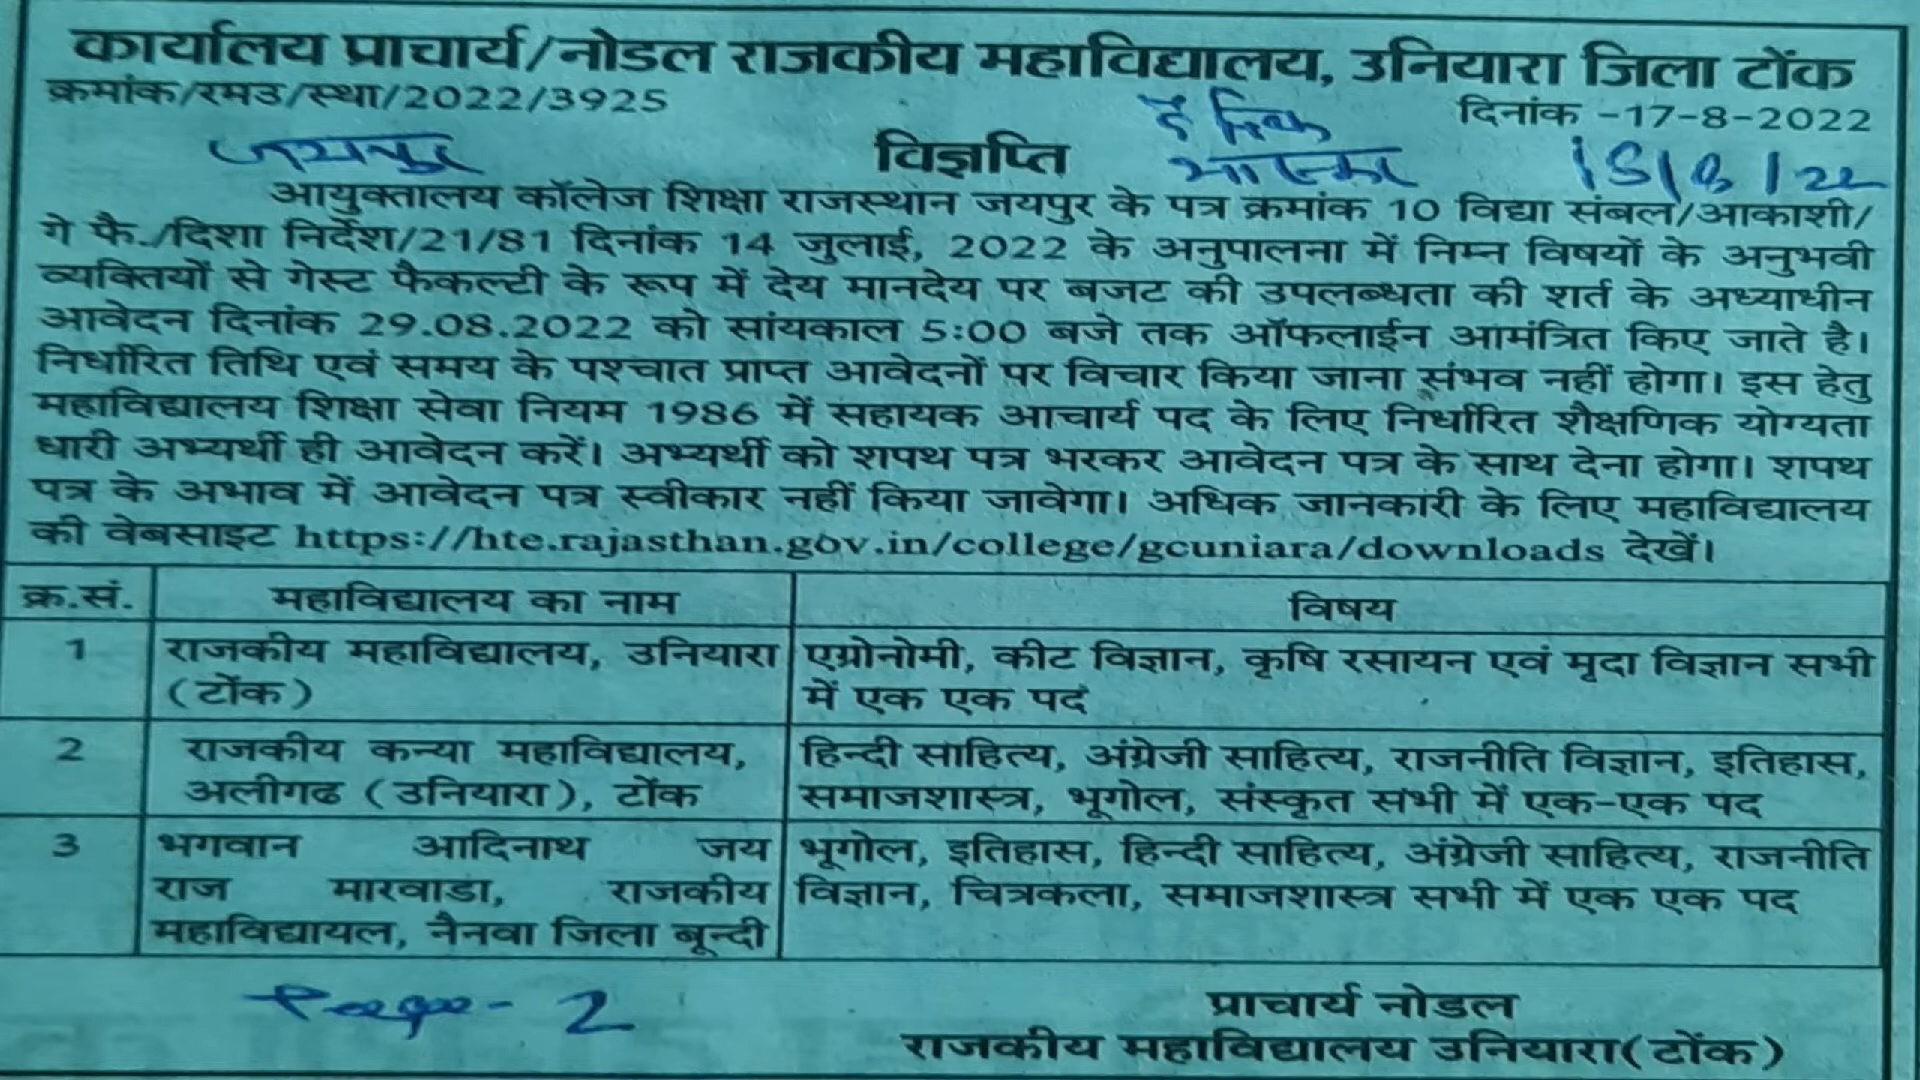 कार्यालय प्राचार्य/नोडल राजकीय महाविद्यालय, उनियारा जिला टोंक
क्रमांक/रमउ/स्था/2022/3925 दिनांक -17-8-2022
जयपुर विज्ञप्ति दैनिक भास्कर
आयुक्तालय कॉलेज शिक्षा राजस्थान जयपुर के पत्र क्रमांक 10 विद्या संबल/आकाशी/
गे फै./दिशा निर्देश/21/81 दिनांक 14 जुलाई, 2022 के अनुपालना में निम्न विषयों के अनुभवी
व्यक्तियों से गेस्ट फैकल्टी के रूप में देय मानदेय पर बजट की उपलब्धता की शर्त के अध्याधीन
आवेदन दिनांक 29.08.2022 को सांयकाल 5:00 बजे तक ऑफलाईन आमंत्रित किए जाते है।
निर्धारित तिथि एवं समय के पश्चात प्राप्त आवेदनों पर विचार किया जाना संभव नहीं होगा। इस हेतु
महाविद्यालय शिक्षा सेवा नियम 1986 में सहायक आचार्य पद के लिए निर्धारित शैक्षणिक योग्यता
धारी अभ्यर्थी ही आवेदन करें। अभ्यर्थी को शपथ पत्र भरकर आवेदन पत्र के साथ देना होगा। शपथ
पत्र के अभाव में आवेदन पत्र स्वीकार नहीं किया जावेगा। अधिक जानकारी के लिए महाविद्यालय
की वेबसाइट https://hte.rajasthan.gov.in/college/gcuniara/downloads देखें।
क्र.सं. महाविद्यालय का नाम विषय
1 राजकीय महाविद्यालय, उनियारा एग्रोनोमी, कीट विज्ञान, कृषि रसायन एवं मृदा विज्ञान सभी
(टोंक) में एक एक पद
2 राजकीय कन्या महाविद्यालय, हिन्दी साहित्य, अंग्रेजी साहित्य, राजनीति विज्ञान, इतिहास,
अलीगढ (उनियारा), टोंक समाजशास्त्र, भूगोल, संस्कृत सभी में एक-एक पद
3 भगवान आदिनाथ जय भूगोल, इतिहास, हिन्दी साहित्य, अंग्रेजी साहित्य, राजनीति
राज मारवाडा, राजकीय विज्ञान, चित्रकला, समाजशास्त्र सभी में एक एक पद
महाविद्यायल, नैनवा जिला बून्दी
Page-2 प्राचार्य नोडल
राजकीय महाविद्यालय उनियारा(टोंक)